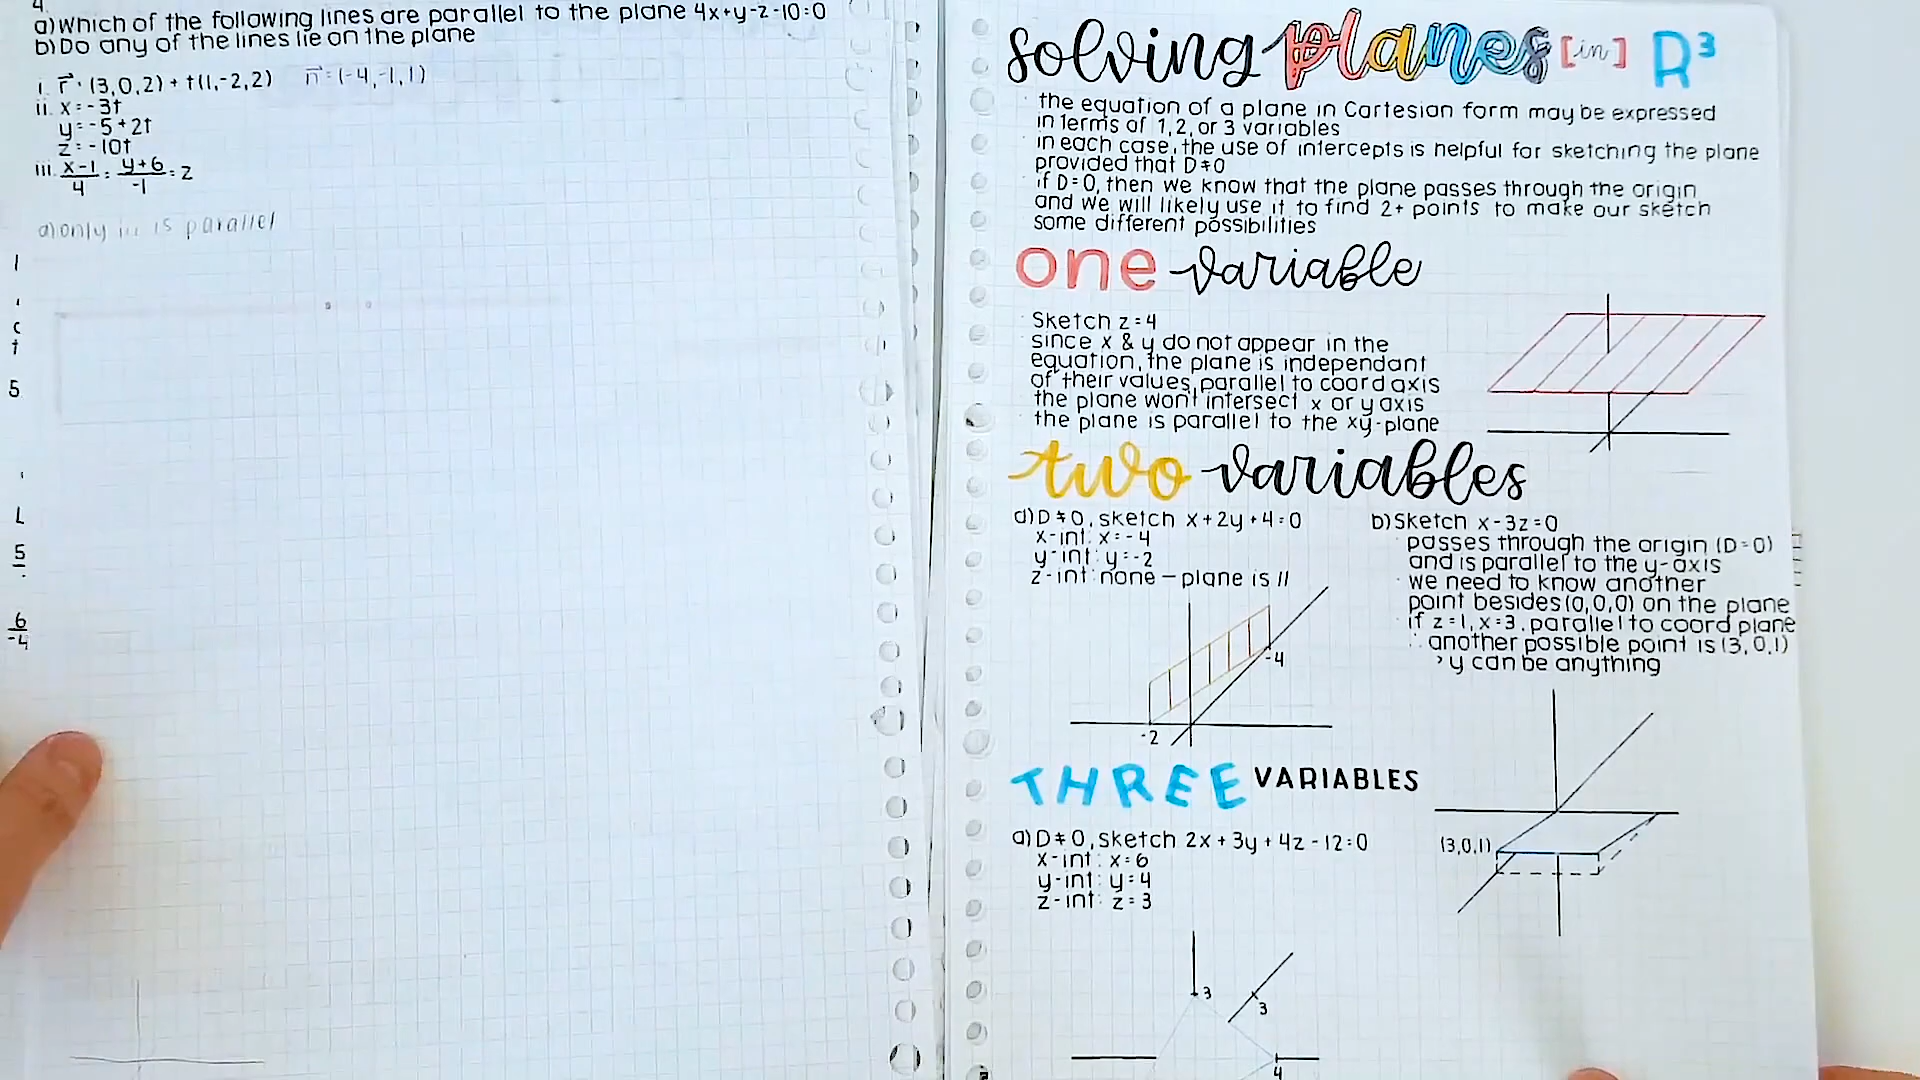 4.
a) Which of the following lines are parallel to the plane 4x+y-z-10=0
b) Do any of the lines lie on the plane
i. r⃗ = (3,0,2) + t(1,-2,2) n⃗ = (-4,-1,1)
ii. x = -3t
y = -5+2t
z = -10t
iii. x-1/4 = y+6/-1 = z
a) only iii is parallel
5
L
5
6/-4
solving planes [in] R³
the equation of a plane in Cartesian form may be expressed
in terms of 1,2, or 3 variables
in each case, the use of intercepts is helpful for sketching the plane
provided that D≠0
if D=0, then we know that the plane passes through the origin
and we will likely use it to find 2+ points to make our sketch
some different possibilities
one variable
Sketch z=4
since x & y do not appear in the
equation, the plane is independant
of their values, parallel to coord axis
the plane won't intersect x or y axis
the plane is parallel to the xy-plane
two variables
a) D≠0, sketch x+2y+4=0
x-int: x=-4
y-int: y=-2
z-int: none – plane is //
-4
-2
b) Sketch x-3z=0
passes through the origin (D=0)
and is parallel to the y-axis
we need to know another
point besides (0,0,0) on the plane
if z=1, x=3. parallel to coord plane
∴ another possible point is (3,0,1)
> y can be anything
(3,0,1)
THREE VARIABLES
a) D≠0, sketch 2x+3y+4z-12=0
x-int: x=6
y-int: y=4
z-int: z=3
3
3
4